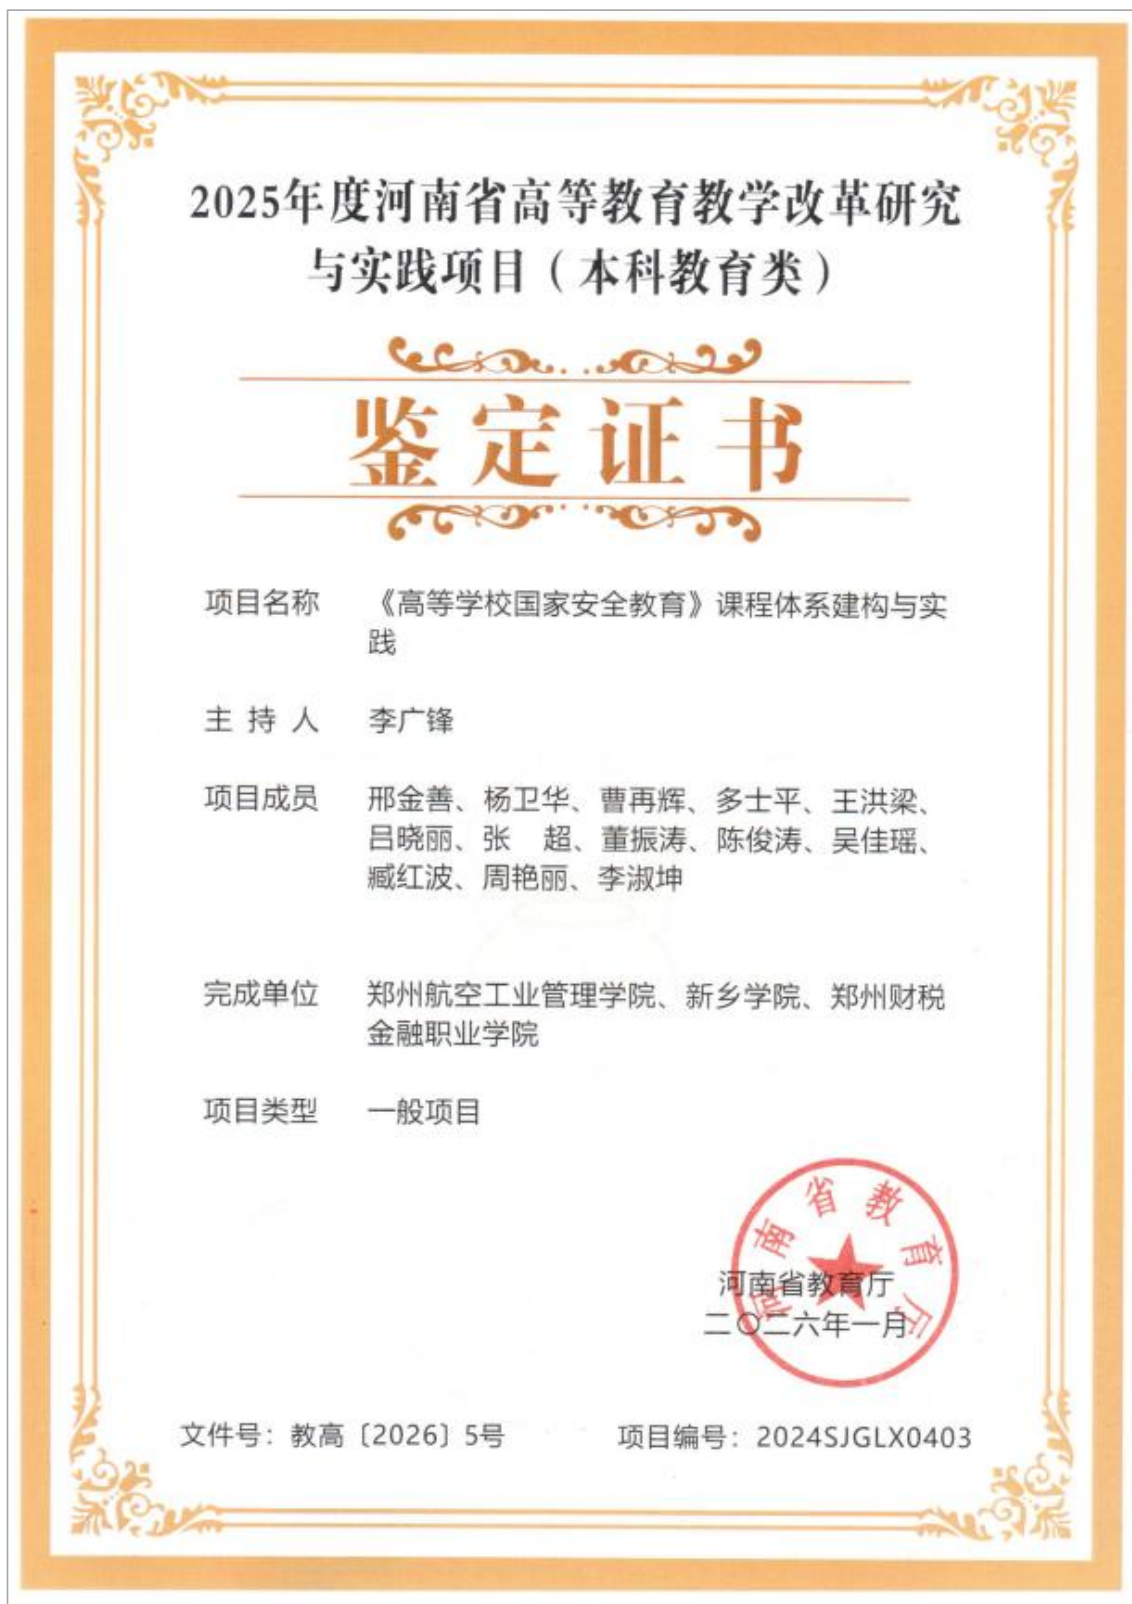 2025年度河南省高等教育教学改革研究
与实践项目（本科教育类）
鉴定证书
项目名称 《高等学校国家安全教育》课程体系建构与实
践
主持人 李广锋
项目成员 邢金善、杨卫华、曹再辉、多士平、王洪梁、
吕晓丽、张　超、董振涛、陈俊涛、吴佳瑶、
臧红波、周艳丽、李淑坤
完成单位 郑州航空工业管理学院、新乡学院、郑州财税
金融职业学院
项目类型 一般项目
河南省教育厅
河南省教育厅
二〇二六年一月
文件号：教高〔2026〕5号 项目编号：2024SJGLX0403